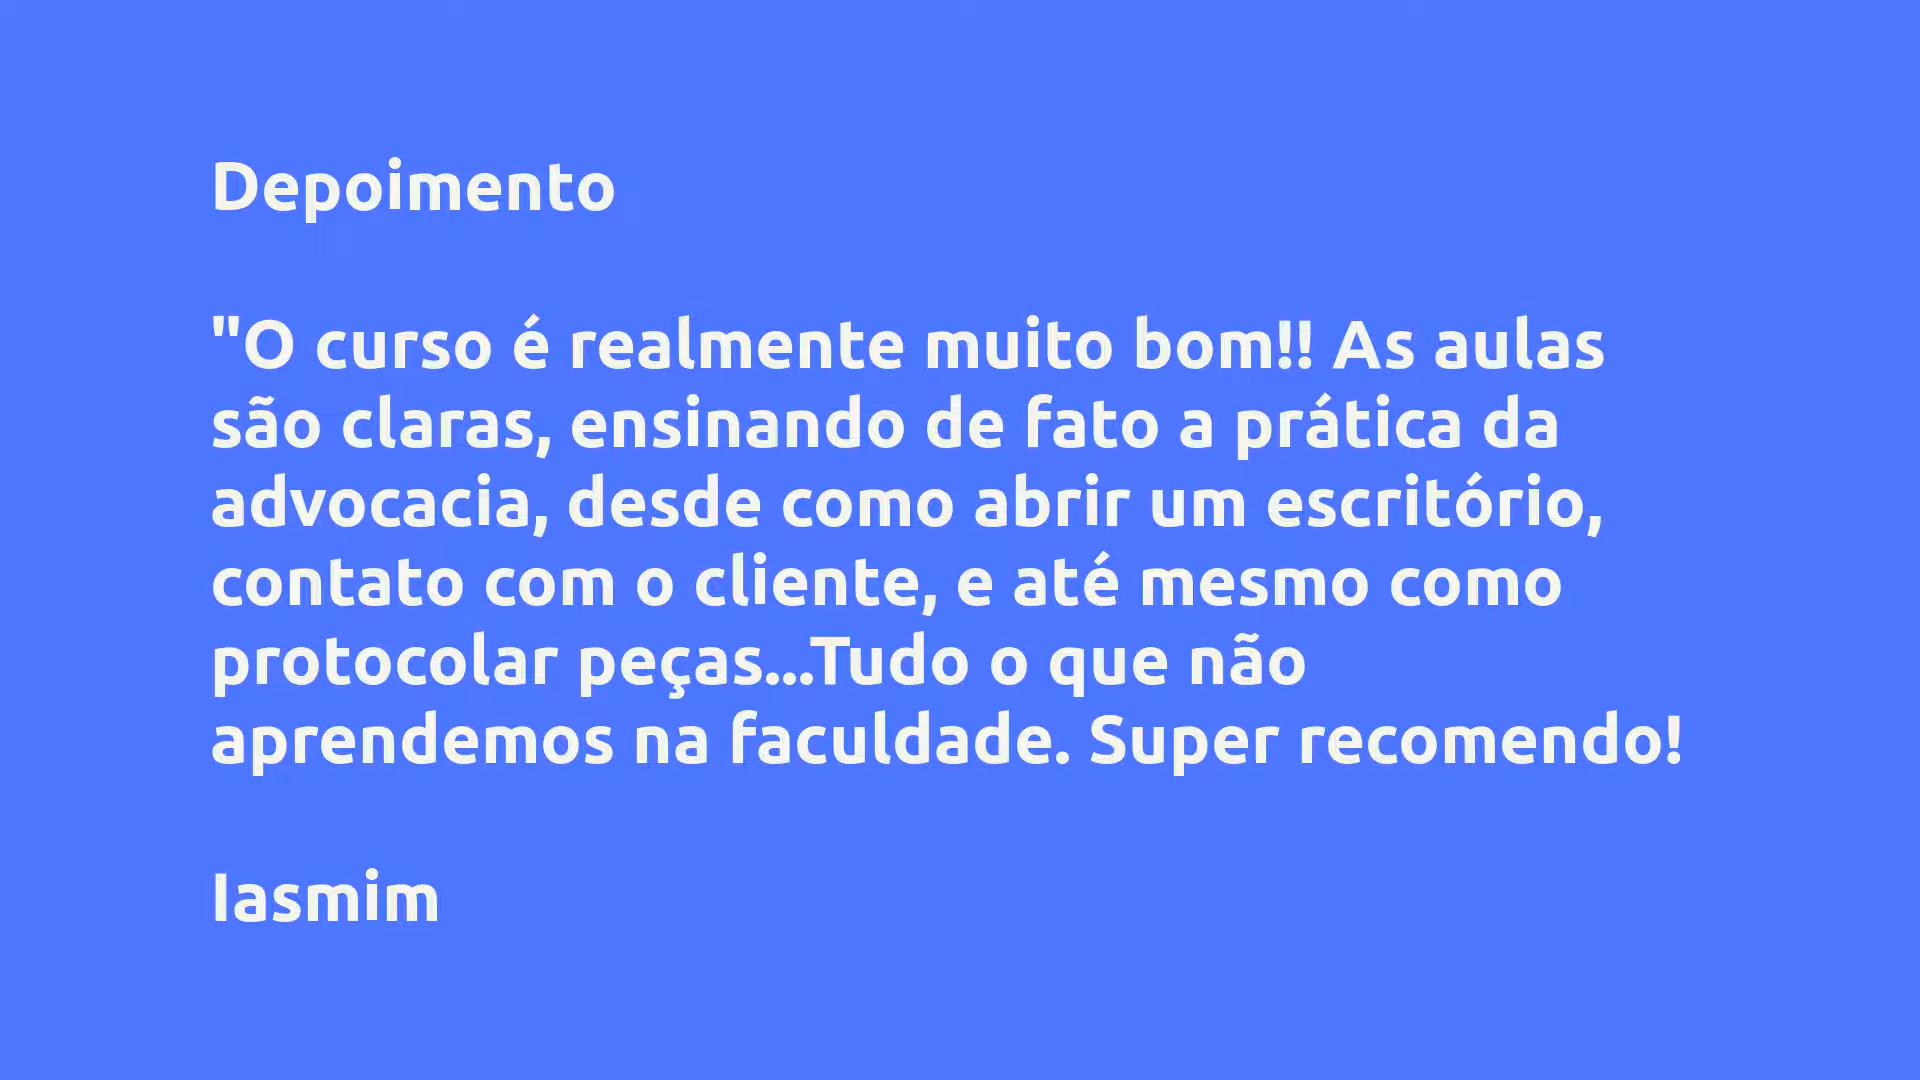 Depoimento
"O curso é realmente muito bom!! As aulas
são claras, ensinando de fato a prática da
advocacia, desde como abrir um escritório,
contato com o cliente, e até mesmo como
protocolar peças...Tudo o que não
aprendemos na faculdade. Super recomendo!
Iasmim